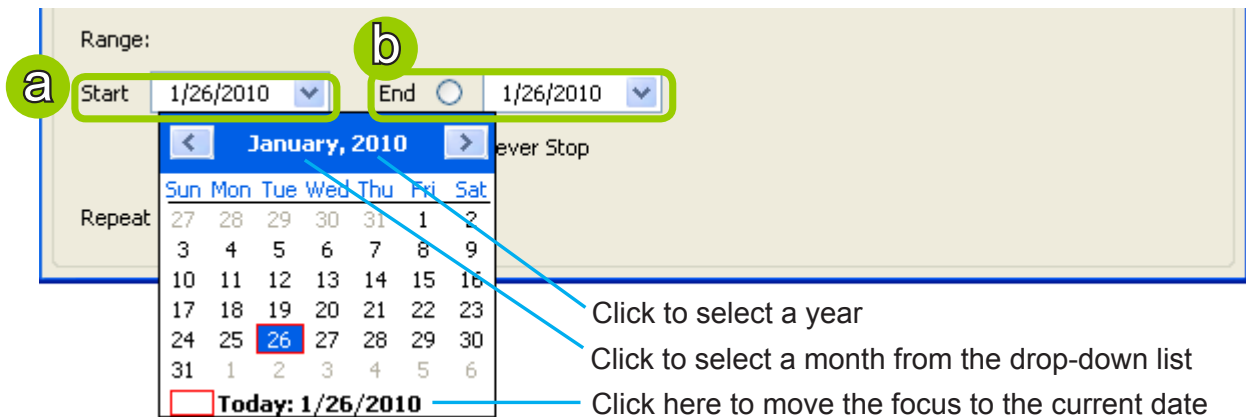 Range:
b
a
Start 1/26/2010 End 1/26/2010
January, 2010
ever Stop
Sun Mon Tue Wed Thu Fri Sat
Repeat 27 28 29 30 31 1 2
3 4 5 6 7 8 9
10 11 12 13 14 15 16
17 18 19 20 21 22 23
Click to select a year
24 25 26 27 28 29 30
Click to select a month from the drop-down list
31 1 2 3 4 5 6
Today: 1/26/2010
Click here to move the focus to the current date